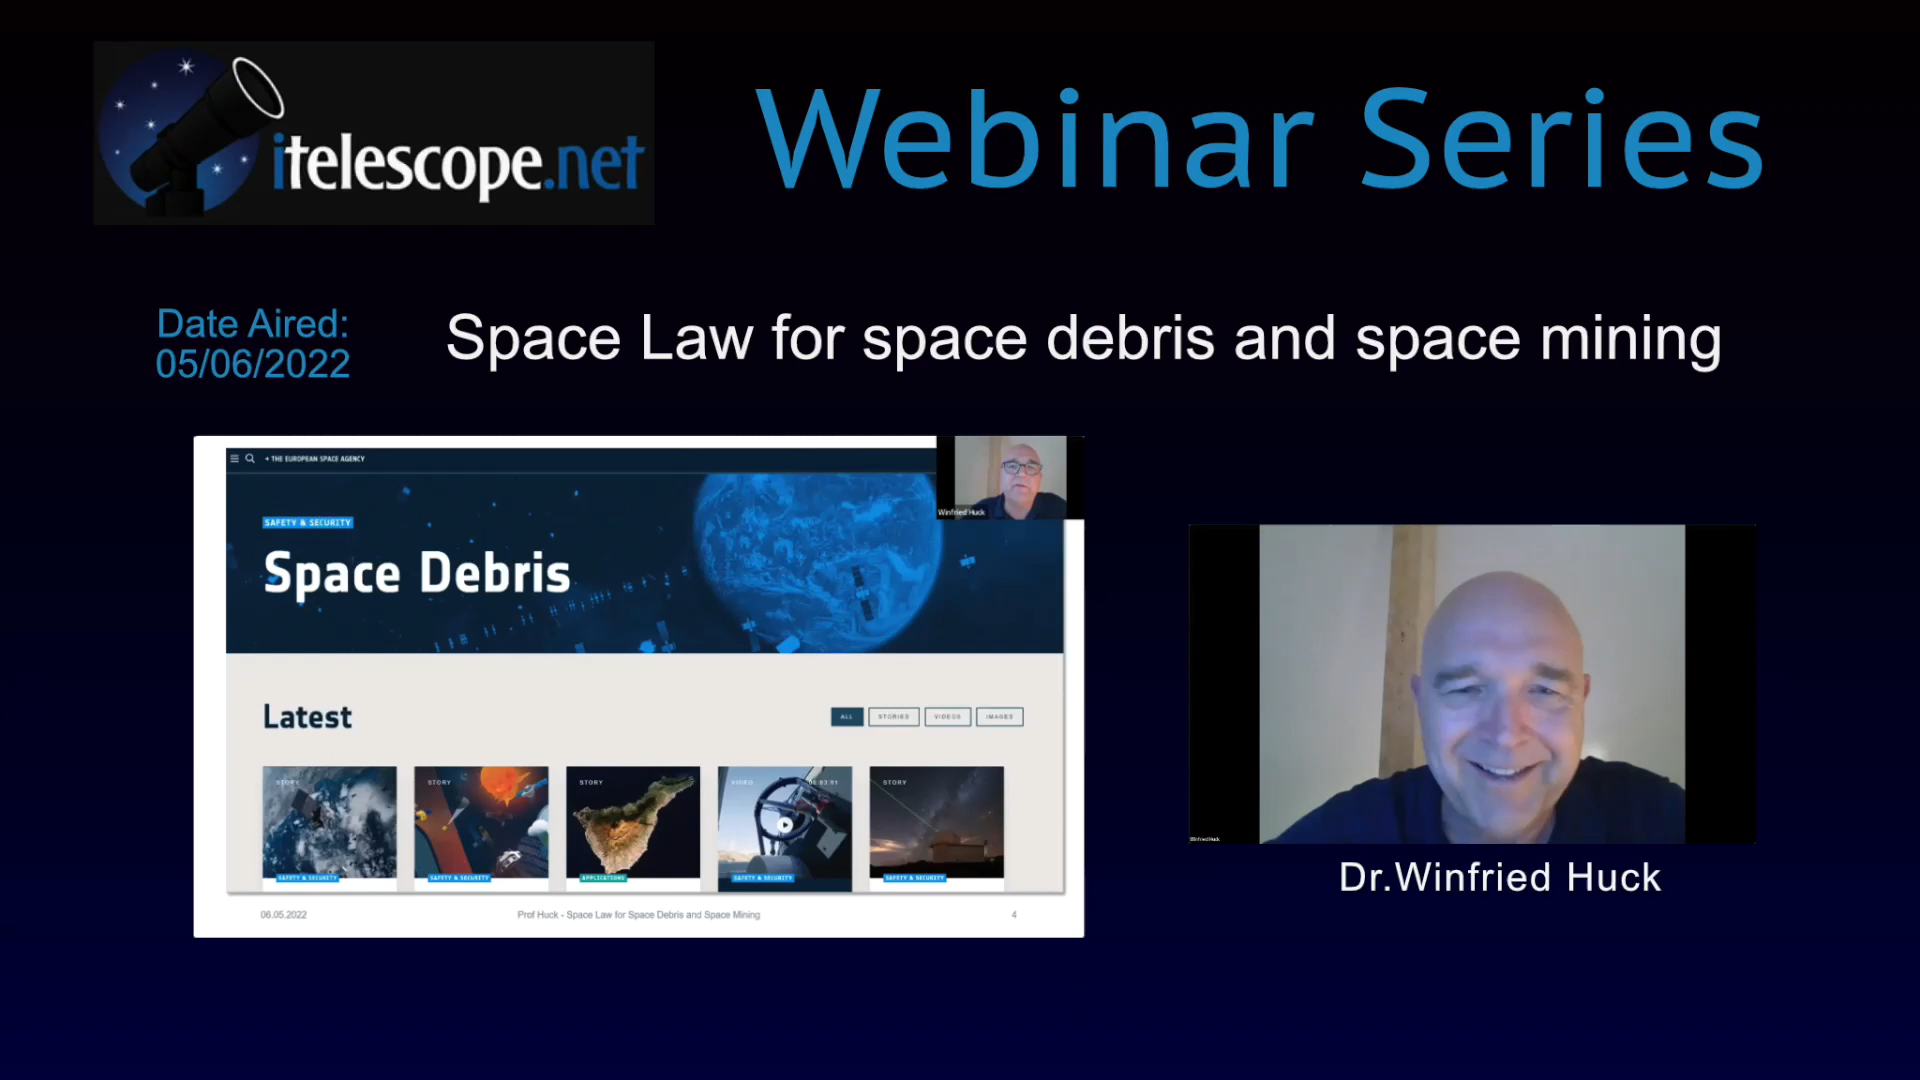 itelescope.net
Webinar Series
Date Aired:
05/06/2022
Space Law for space debris and space mining
THE EUROPEAN SPACE AGENCY
Winfried Huck
SAFETY & SECURITY
Space Debris
Latest
ALL STORIES VIDEOS IMAGES
STORY STORY STORY VIDEO STORY
SAFETY & SECURITY SAFETY & SECURITY APPLICATIONS SAFETY & SECURITY SAFETY & SECURITY
06.05.2022 Prof Huck - Space Law for Space Debris and Space Mining 4
Winfried Huck
Dr.Winfried Huck